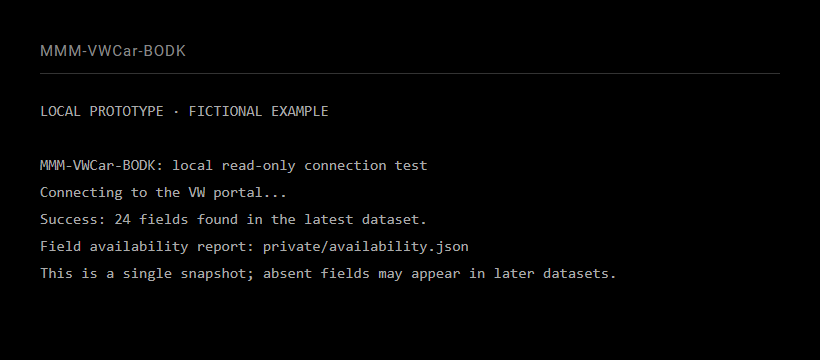 MMM-VWCar-BODK
LOCAL PROTOTYPE · FICTIONAL EXAMPLE
MMM-VWCar-BODK: local read-only connection test
Connecting to the VW portal...
Success: 24 fields found in the latest dataset.
Field availability report: private/availability.json
This is a single snapshot; absent fields may appear in later datasets.